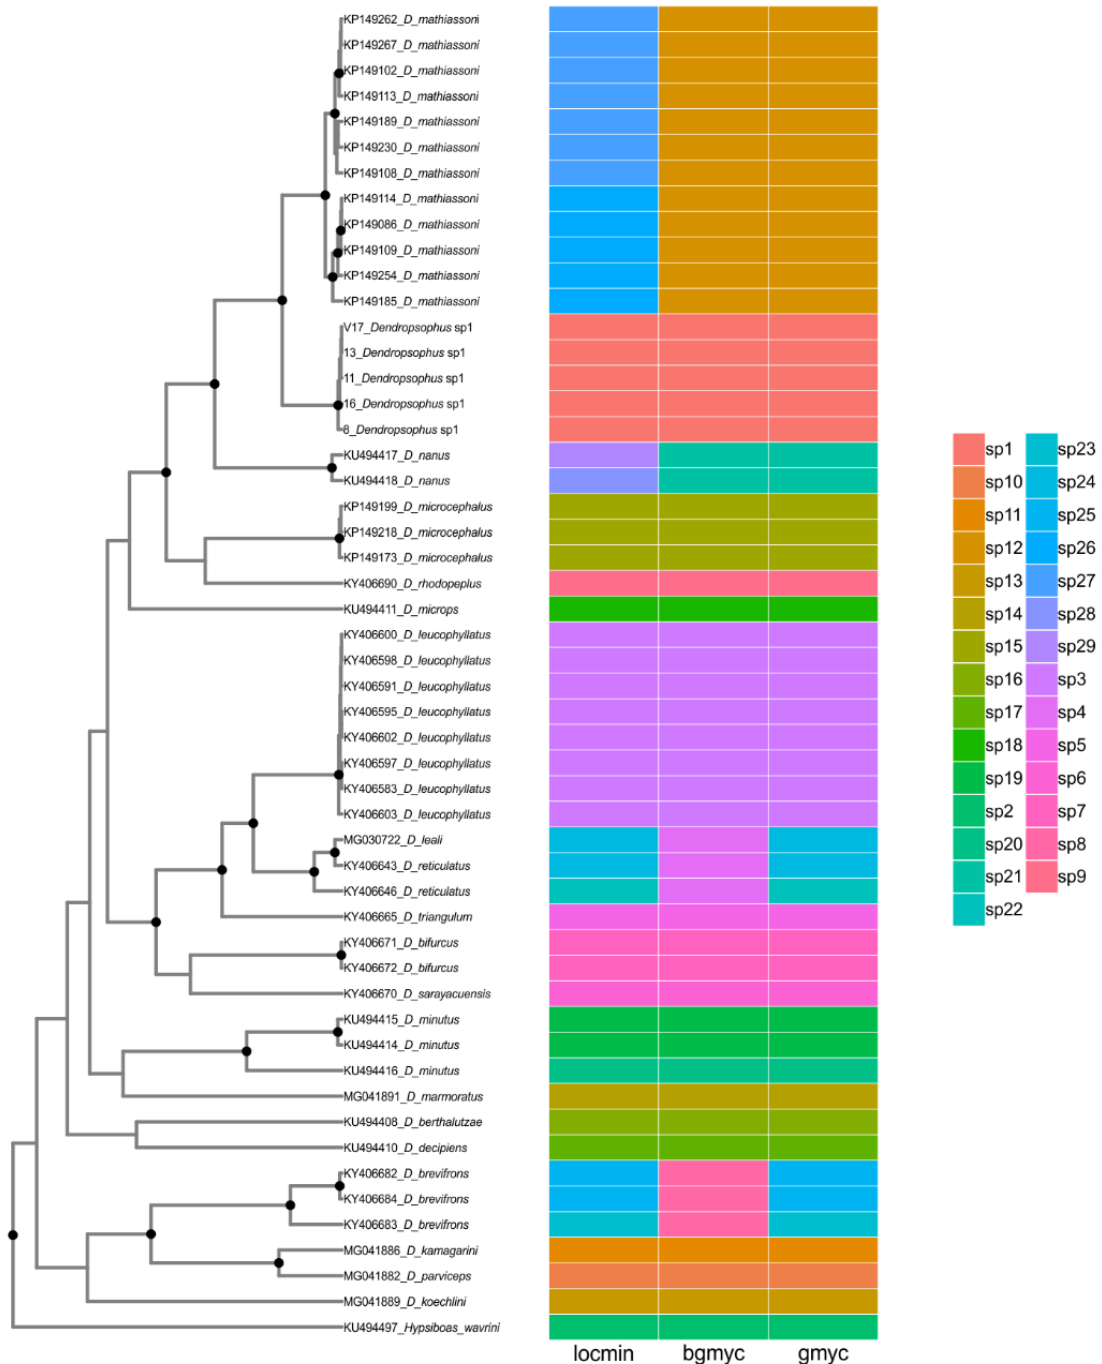 KP149262_D_mathiassoni
KP149267_D_mathiassoni
KP149102_D_mathiassoni
KP149113_D_mathiassoni
KP149189_D_mathiassoni
KP149230_D_mathiassoni
KP149108_D_mathiassoni
KP149114_D_mathiassoni
KP149086_D_mathiassoni
KP149109_D_mathiassoni
KP149254_D_mathiassoni
KP149185_D_mathiassoni
V17_Dendropsophus sp1
13_Dendropsophus sp1
11_Dendropsophus sp1
16_Dendropsophus sp1
8_Dendropsophus sp1
KU494417_D_nanus
KU494418_D_nanus
KP149199_D_microcephalus
KP149218_D_microcephalus
KP149173_D_microcephalus
KY406690_D_rhodopeplus
KU494411_D_microps
KY406600_D_leucophyllatus
KY406598_D_leucophyllatus
KY406591_D_leucophyllatus
KY406595_D_leucophyllatus
KY406602_D_leucophyllatus
KY406597_D_leucophyllatus
KY406583_D_leucophyllatus
KY406603_D_leucophyllatus
MG030722_D_leali
KY406643_D_reticulatus
KY406646_D_reticulatus
KY406665_D_triangulum
KY406671_D_bifurcus
KY406672_D_bifurcus
KY406670_D_sarayacuensis
KU494415_D_minutus
KU494414_D_minutus
KU494416_D_minutus
MG041891_D_marmoratus
KU494408_D_berthalutzae
KU494410_D_decipiens
KY406682_D_brevifrons
KY406684_D_brevifrons
KY406683_D_brevifrons
MG041886_D_kamagarini
MG041882_D_parviceps
MG041889_D_koechlini
KU494497_Hypsiboas_wavrini
locmin bgmyc gmyc
sp1
sp10
sp11
sp12
sp13
sp14
sp15
sp16
sp17
sp18
sp19
sp2
sp20
sp21
sp22
sp23
sp24
sp25
sp26
sp27
sp28
sp29
sp3
sp4
sp5
sp6
sp7
sp8
sp9